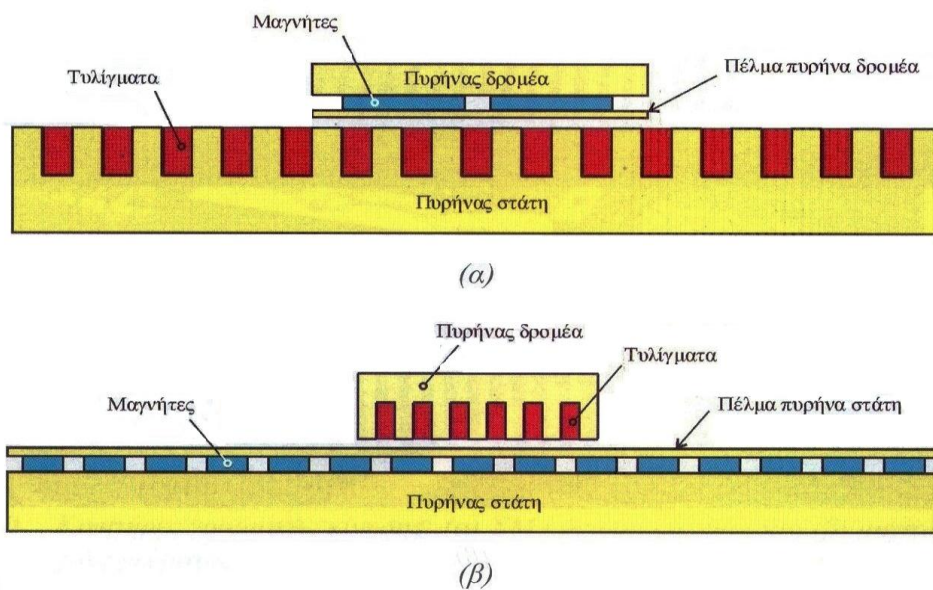 Μαγνήτες
Τυλίγματα
Πυρήνας δρομέα
Πέλμα πυρήνα δρομέα
Πυρήνας στάτη
(α)
Πυρήνας δρομέα
Τυλίγματα
Μαγνήτες
Πέλμα πυρήνα στάτη
Πυρήνας στάτη
(β)